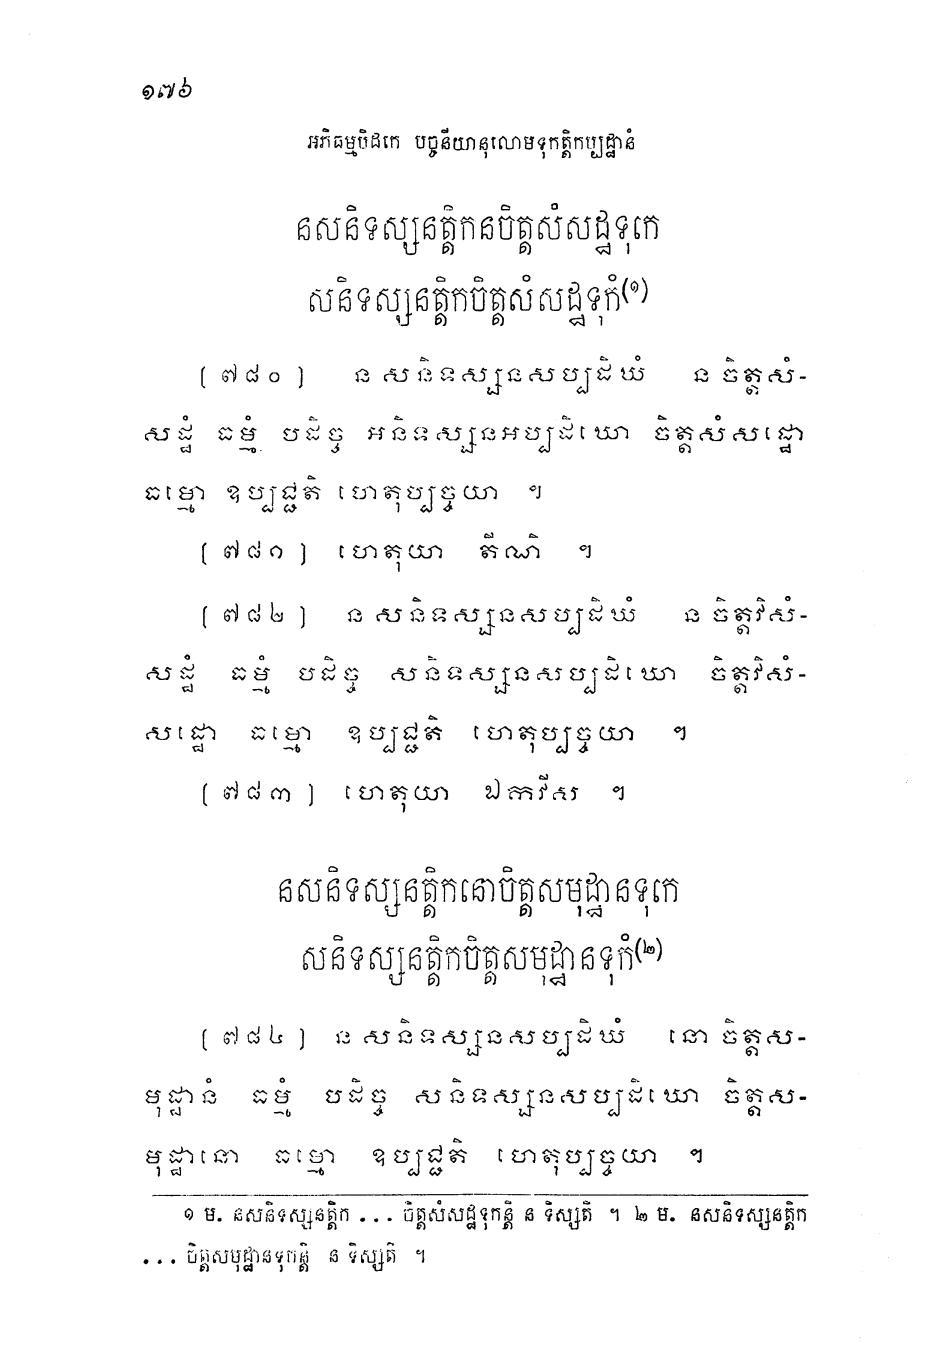 ១៧៦
អភិធម្មបិដកេ បច្ចនីយានុលោមទុកត្តិកប្បដ្ឋានំ
នសនិទស្សនត្តិកនចិត្តសំសដ្ឋទុកេ
សនិទស្សនត្តិកចិត្តសំសដ្ឋទុកំ(១)
[៧៨០] ន សនិទស្សនសប្បដិឃំ ន ចិត្តសំ-
សដ្ឋំ ធម្មំ បដិច្ច អនិទស្សនអប្បដិឃោ ចិត្តសំសដ្ឋោ
ធម្មោ ឧប្បជ្ជតិ ហេតុប្បច្ចយា ។
[៧៨១] ហេតុយា តីណិ ។
[៧៨២] ន សនិទស្សនសប្បដិឃំ ន ចិត្តវិសំ-
សដ្ឋំ ធម្មំ បដិច្ច សនិទស្សនសប្បដិឃោ ចិត្តវិសំ-
សដ្ឋោ ធម្មោ ឧប្បជ្ជតិ ហេតុប្បច្ចយា ។
[៧៨៣] ហេតុយា ឯកវីស ។
នសនិទស្សនត្តិកនោចិត្តសមុដ្ឋានទុកេ
សនិទស្សនត្តិកចិត្តសមុដ្ឋានទុកំ(២)
[៧៨៤] ន សនិទស្សនសប្បដិឃំ នោ ចិត្តស-
មុដ្ឋានំ ធម្មំ បដិច្ច សនិទស្សនសប្បដិឃោ ចិត្តស-
មុដ្ឋានោ ធម្មោ ឧប្បជ្ជតិ ហេតុប្បច្ចយា ។
១ ម. នសនិទស្សនត្តិក ... ចិត្តសំសដ្ឋទុកន្តិ ន ទិស្សតិ ។ ២ ម. នសនិទស្សនត្តិក
... ចិត្តសមុដ្ឋានទុកន្តិ ន ទិស្សតិ ។